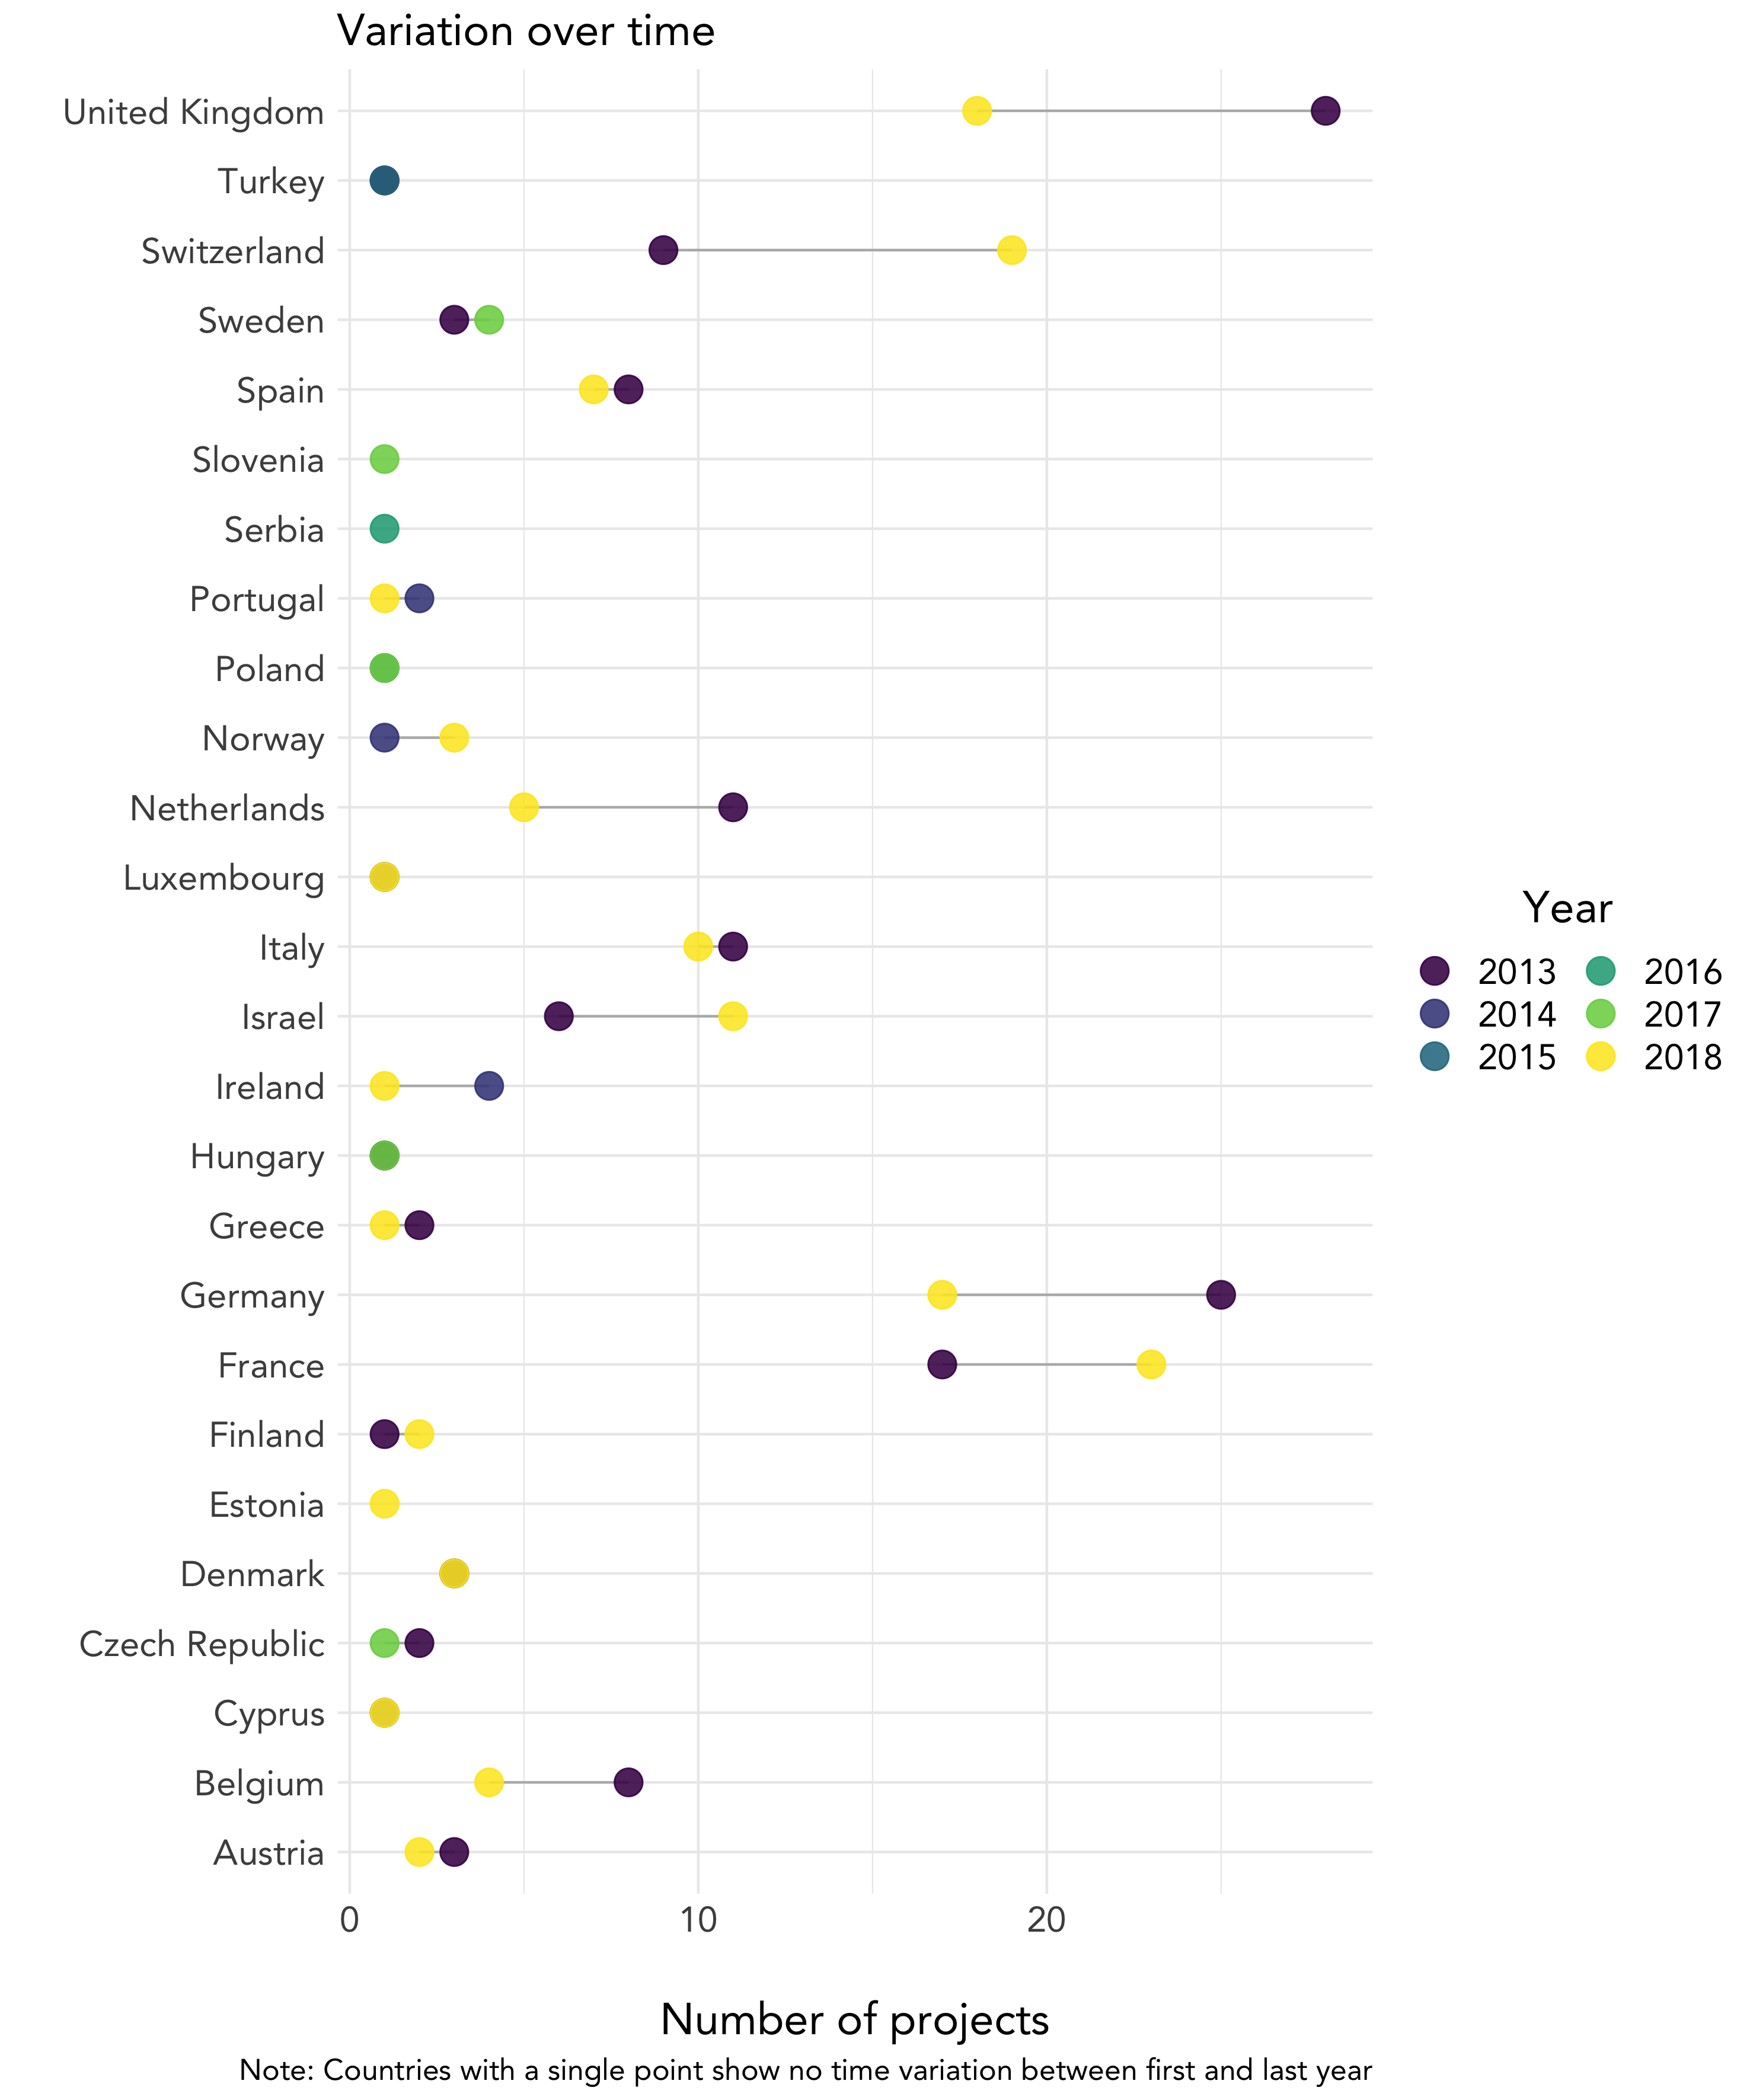 Variation over time
United Kingdom
Turkey
Switzerland
Sweden
Spain
Slovenia
Serbia
Portugal
Poland
Norway
Netherlands
Luxembourg
Italy
Israel
Ireland
Hungary
Greece
Germany
France
Finland
Estonia
Denmark
Czech Republic
Cyprus
Belgium
Austria
0 10 20
Number of projects
Note: Countries with a single point show no time variation between first and last year
Year
2013 2016
2014 2017
2015 2018